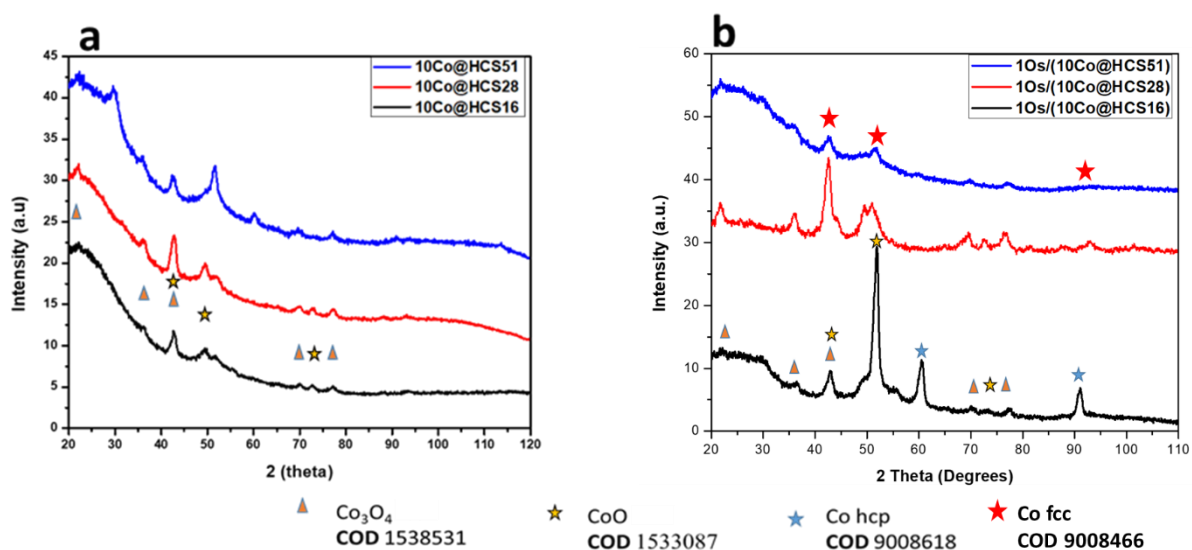 a
45
40
35
30
25
20
15
10
5
0
Intensity (a.u)
10Co@HCS51
10Co@HCS28
10Co@HCS16
20 30 40 50 60 70 80 90 100 110 120
2 (theta)
b
60
50
40
30
20
10
0
Intensity (a.u.)
1Os/(10Co@HCS51)
1Os/(10Co@HCS28)
1Os/(10Co@HCS16)
20 30 40 50 60 70 80 90 100 110
2 Theta (Degrees)
Co₃O₄
COD 1538531
CoO
COD 1533087
Co hcp
COD 9008618
Co fcc
COD 9008466